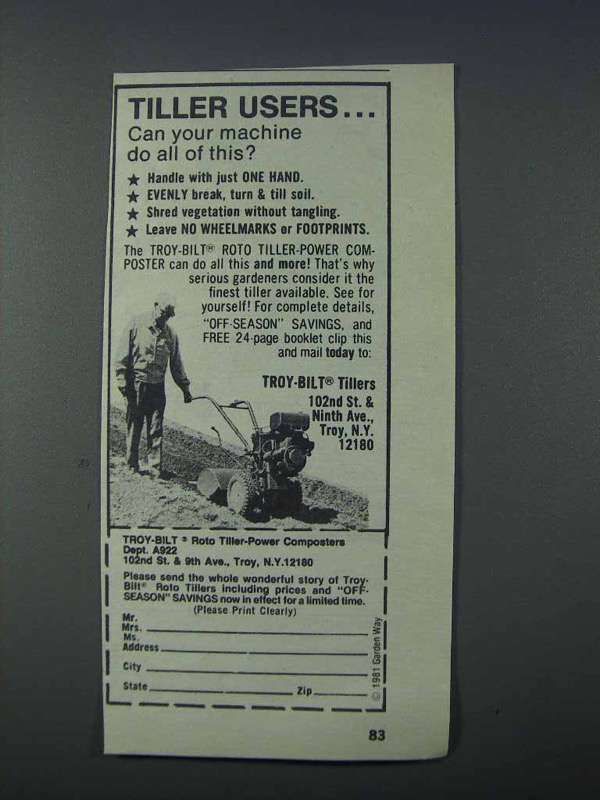 TILLER USERS...
Can your machine
do all of this?
★ Handle with just ONE HAND.
★ EVENLY break, turn & till soil.
★ Shred vegetation without tangling.
★ Leave NO WHEELMARKS or FOOTPRINTS.
The TROY-BILT® ROTO TILLER-POWER COM-
POSTER can do all this and more! That's why
serious gardeners consider it the
finest tiller available. See for
yourself! For complete details,
"OFF-SEASON" SAVINGS, and
FREE 24-page booklet clip this
and mail today to:
TROY-BILT® Tillers
102nd St. &
Ninth Ave.,
Troy, N.Y.
12180
TROY-BILT® Roto Tiller-Power Composters
Dept. A922
102nd St. & 9th Ave., Troy, N.Y.12180
Please send the whole wonderful story of Troy-
Bilt® Roto Tillers including prices and "OFF-
SEASON" SAVINGS now in effect for a limited time.
(Please Print Clearly)
Mr.
Mrs.
Ms.
Address
City
State Zip
© 1981 Garden Way
83